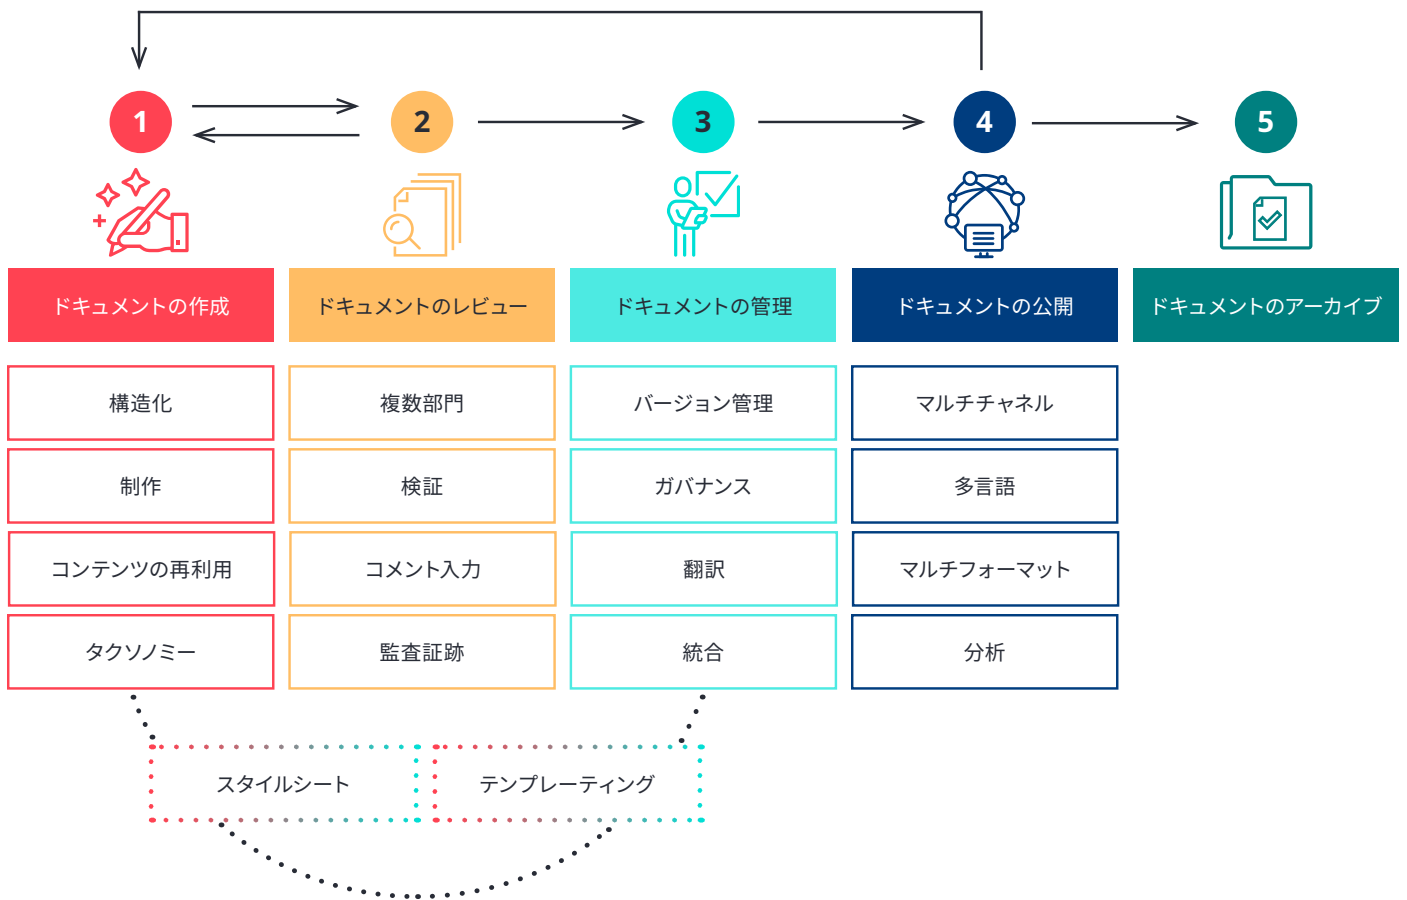 1
2
3
4
5
ドキュメントの作成
ドキュメントのレビュー
ドキュメントの管理
ドキュメントの公開
ドキュメントのアーカイブ
構造化
複数部門
バージョン管理
マルチチャネル
制作
検証
ガバナンス
多言語
コンテンツの再利用
コメント入力
翻訳
マルチフォーマット
タクソノミー
監査証跡
統合
分析
スタイルシート
テンプレーティング